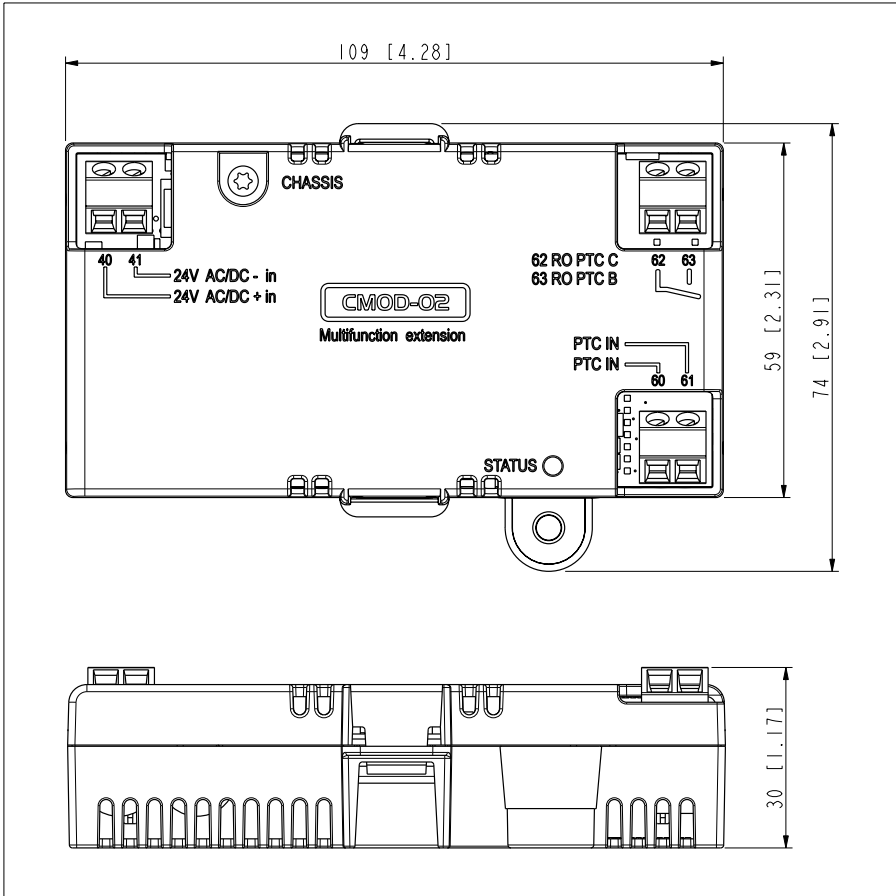 109 [4.28]
CHASSIS
40 41
24V AC/DC - in
24V AC/DC + in
62 RO PTC C
63 RO PTC B
62 63
CMOD-02
Multifunction extension
PTC IN
PTC IN
60 61
STATUS
59 [2.31]
74 [2.91]
30 [1.17]